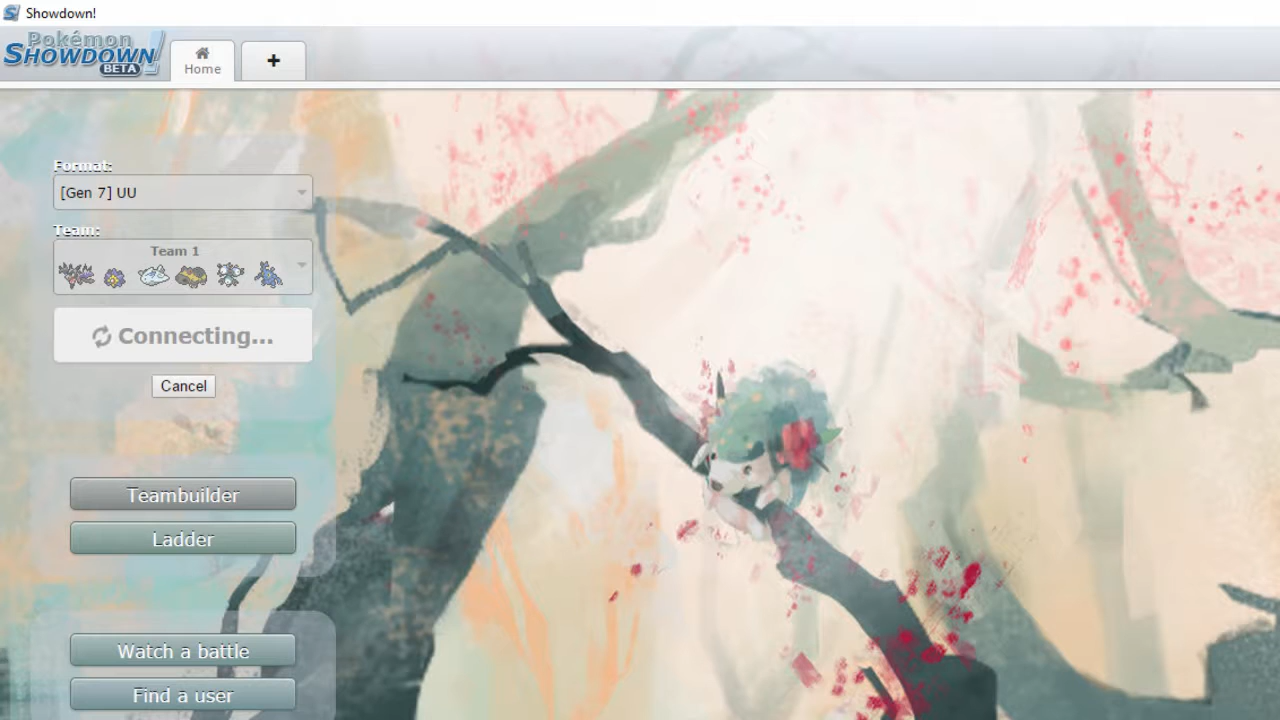 Showdown!
Pokémon
SHOWDOWN!
BETA
Home
+
Format:
[Gen 7] UU
Team:
Team 1
Connecting...
Cancel
Teambuilder
Ladder
Watch a battle
Find a user